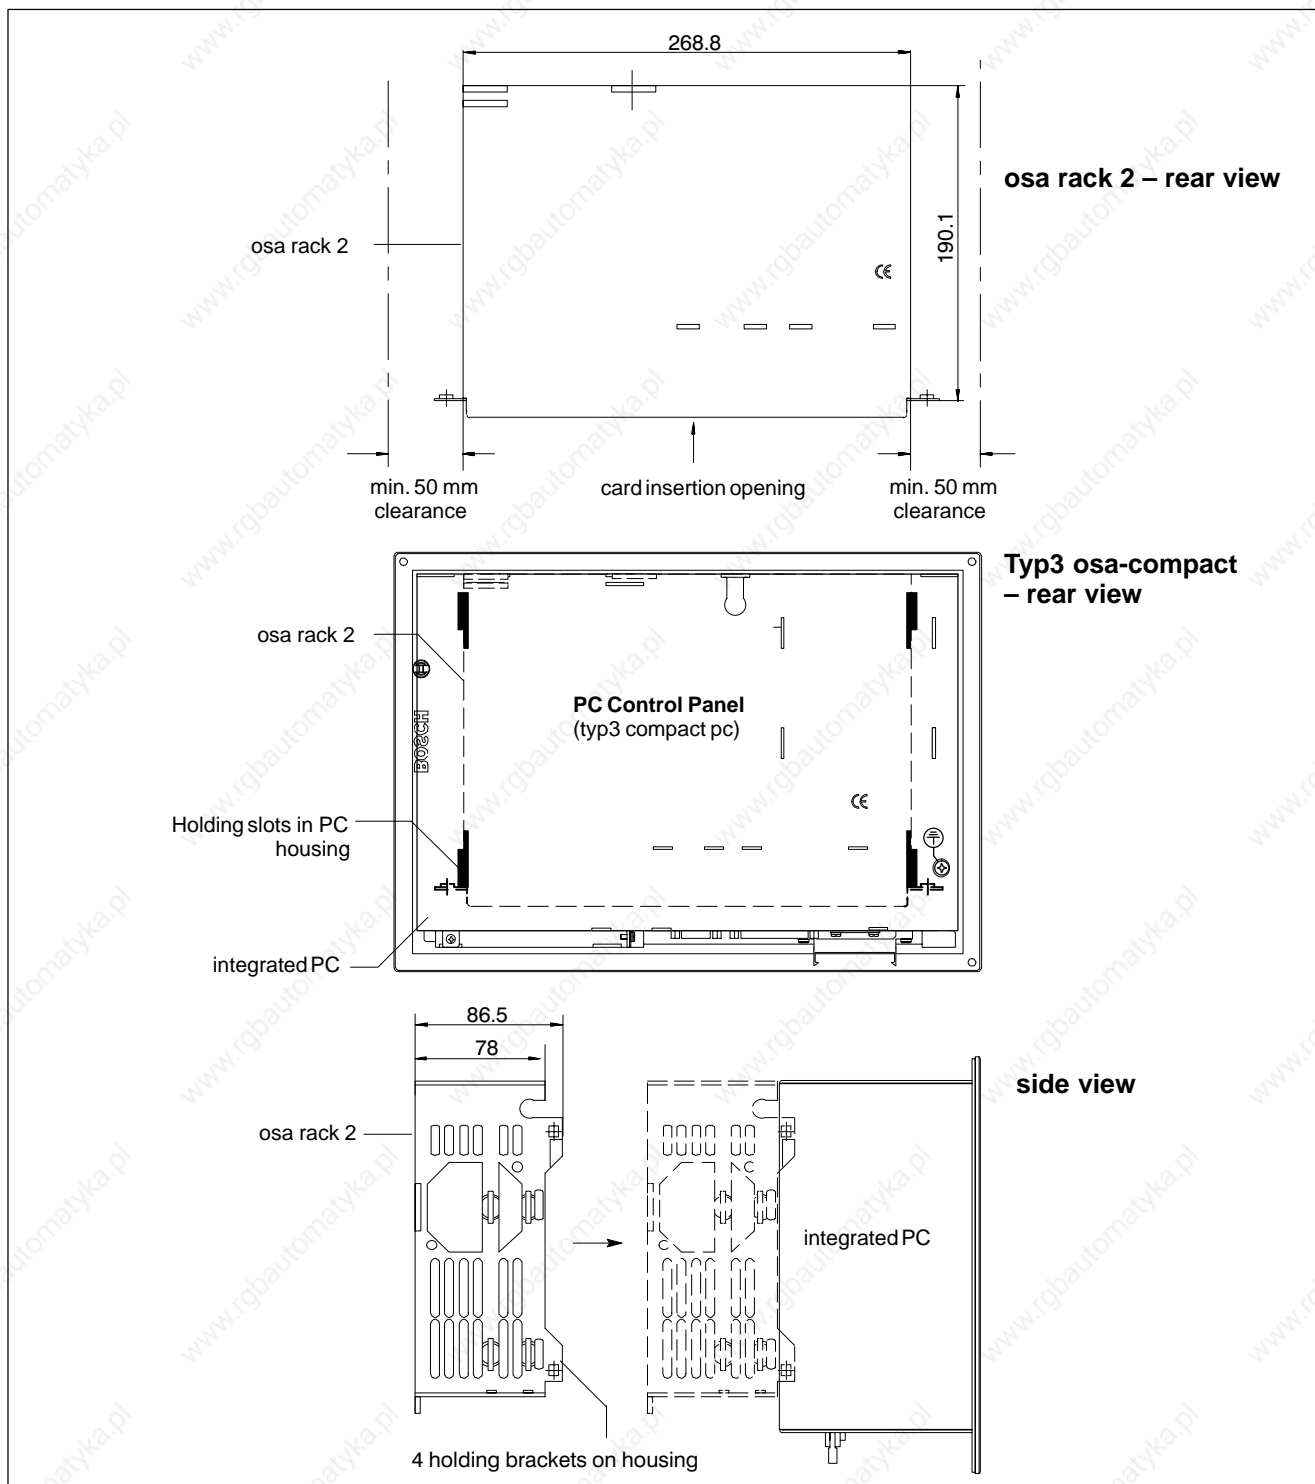 268.8
osa rack 2 – rear view
190.1
osa rack 2
CE
min. 50 mm
clearance
card insertion opening
min. 50 mm
clearance
Typ3 osa-compact
– rear view
osa rack 2
PC Control Panel
(typ3 compact pc)
BOSCH
CE
Holding slots in PC
housing
integrated PC
86.5
78
side view
osa rack 2
integrated PC
4 holding brackets on housing
www.rgbautomatyka.pl